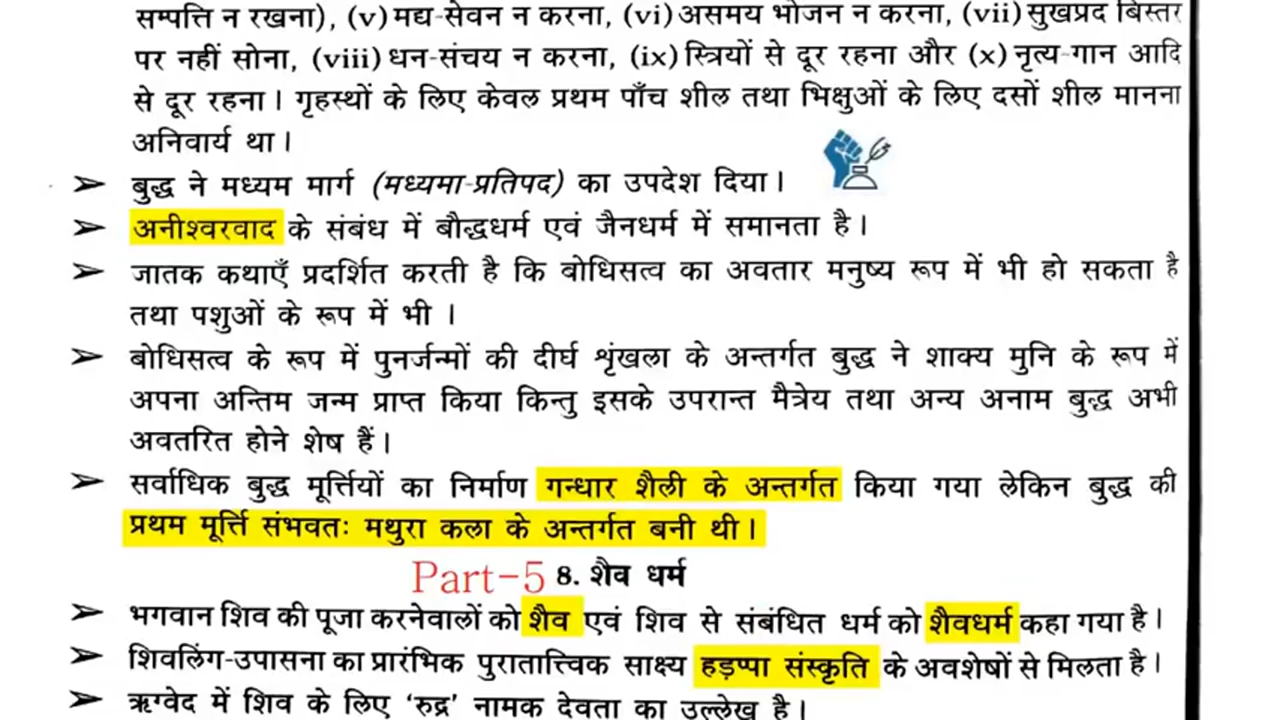 सम्पत्ति न रखना), (v) मद्य-सेवन न करना, (vi) असमय भोजन न करना, (vii) सुखप्रद बिस्तर
पर नहीं सोना, (viii) धन-संचय न करना, (ix) स्त्रियों से दूर रहना और (x) नृत्य-गान आदि
से दूर रहना। गृहस्थों के लिए केवल प्रथम पाँच शील तथा भिक्षुओं के लिए दसों शील मानना
अनिवार्य था।
➢ बुद्ध ने मध्यम मार्ग (मध्यमा-प्रतिपद) का उपदेश दिया।
➢ अनीश्वरवाद के संबंध में बौद्धधर्म एवं जैनधर्म में समानता है।
➢ जातक कथाएँ प्रदर्शित करती है कि बोधिसत्व का अवतार मनुष्य रूप में भी हो सकता है
तथा पशुओं के रूप में भी।
➢ बोधिसत्व के रूप में पुनर्जन्मों की दीर्घ शृंखला के अन्तर्गत बुद्ध ने शाक्य मुनि के रूप में
अपना अन्तिम जन्म प्राप्त किया किन्तु इसके उपरान्त मैत्रेय तथा अन्य अनाम बुद्ध अभी
अवतरित होने शेष हैं।
➢ सर्वाधिक बुद्ध मूर्त्तियों का निर्माण गन्धार शैली के अन्तर्गत किया गया लेकिन बुद्ध की
प्रथम मूर्त्ति संभवतः मथुरा कला के अन्तर्गत बनी थी।
Part-5 8. शैव धर्म
➢ भगवान शिव की पूजा करनेवालों को शैव एवं शिव से संबंधित धर्म को शैवधर्म कहा गया है।
➢ शिवलिंग-उपासना का प्रारंभिक पुरातात्त्विक साक्ष्य हड़प्पा संस्कृति के अवशेषों से मिलता है।
➢ ऋग्वेद में शिव के लिए ‘रुद्र’ नामक देवता का उल्लेख है।